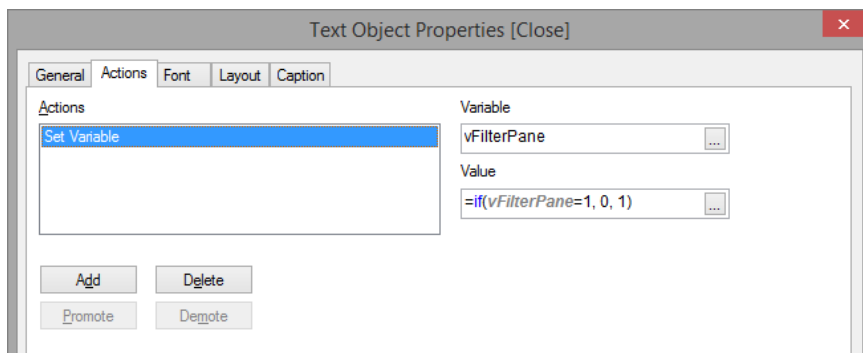 Text Object Properties [Close]
General Actions Font Layout Caption
Actions
Set Variable
Variable
vFilterPane
...
Value
=if(vFilterPane=1, 0, 1)
...
Add Delete
Promote Demote